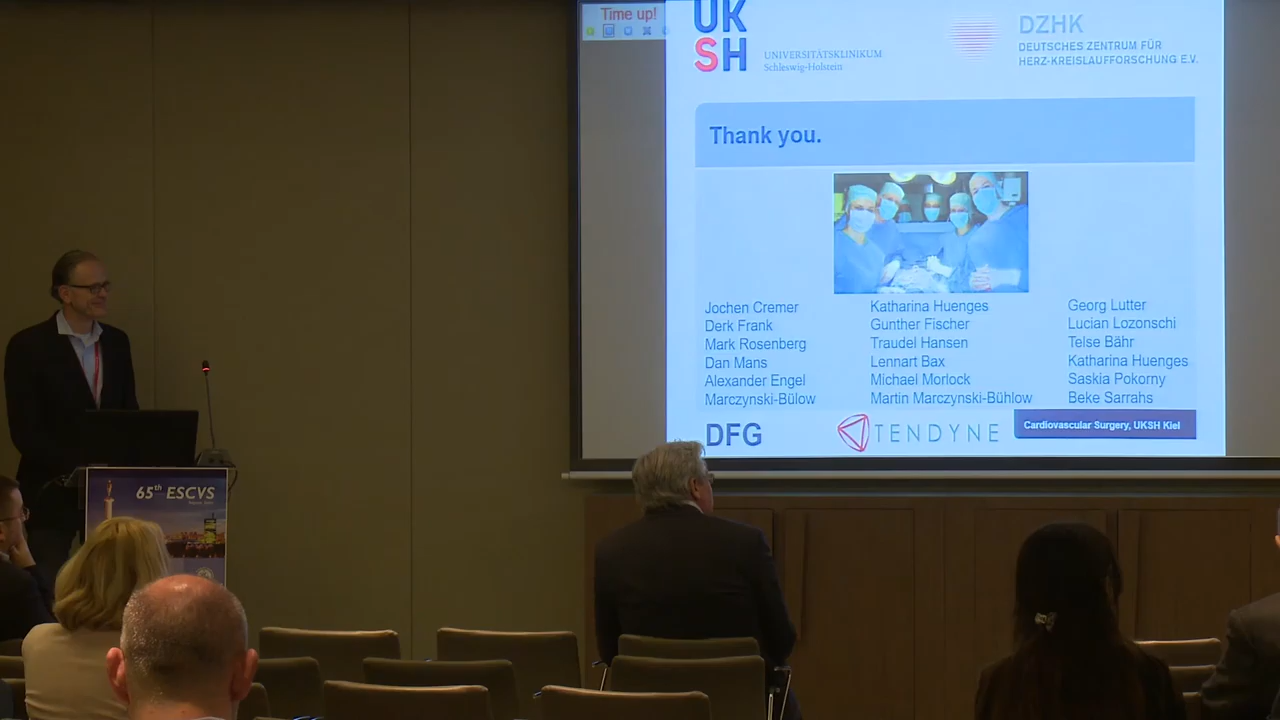 Time up!
UK
SH
UNIVERSITÄTSKLINIKUM
Schleswig-Holstein
DZHK
DEUTSCHES ZENTRUM FÜR
HERZ-KREISLAUFFORSCHUNG E.V.
Thank you.
Jochen Cremer
Derk Frank
Mark Rosenberg
Dan Mans
Alexander Engel
Marczynski-Bülow
Katharina Huenges
Gunther Fischer
Traudel Hansen
Lennart Bax
Michael Morlock
Martin Marczynski-Bühlow
Georg Lutter
Lucian Lozonschi
Telse Bähr
Katharina Huenges
Saskia Pokorny
Beke Sarrahs
DFG
TENDYNE
Cardiovascular Surgery, UKSH Kiel
65th ESCVS